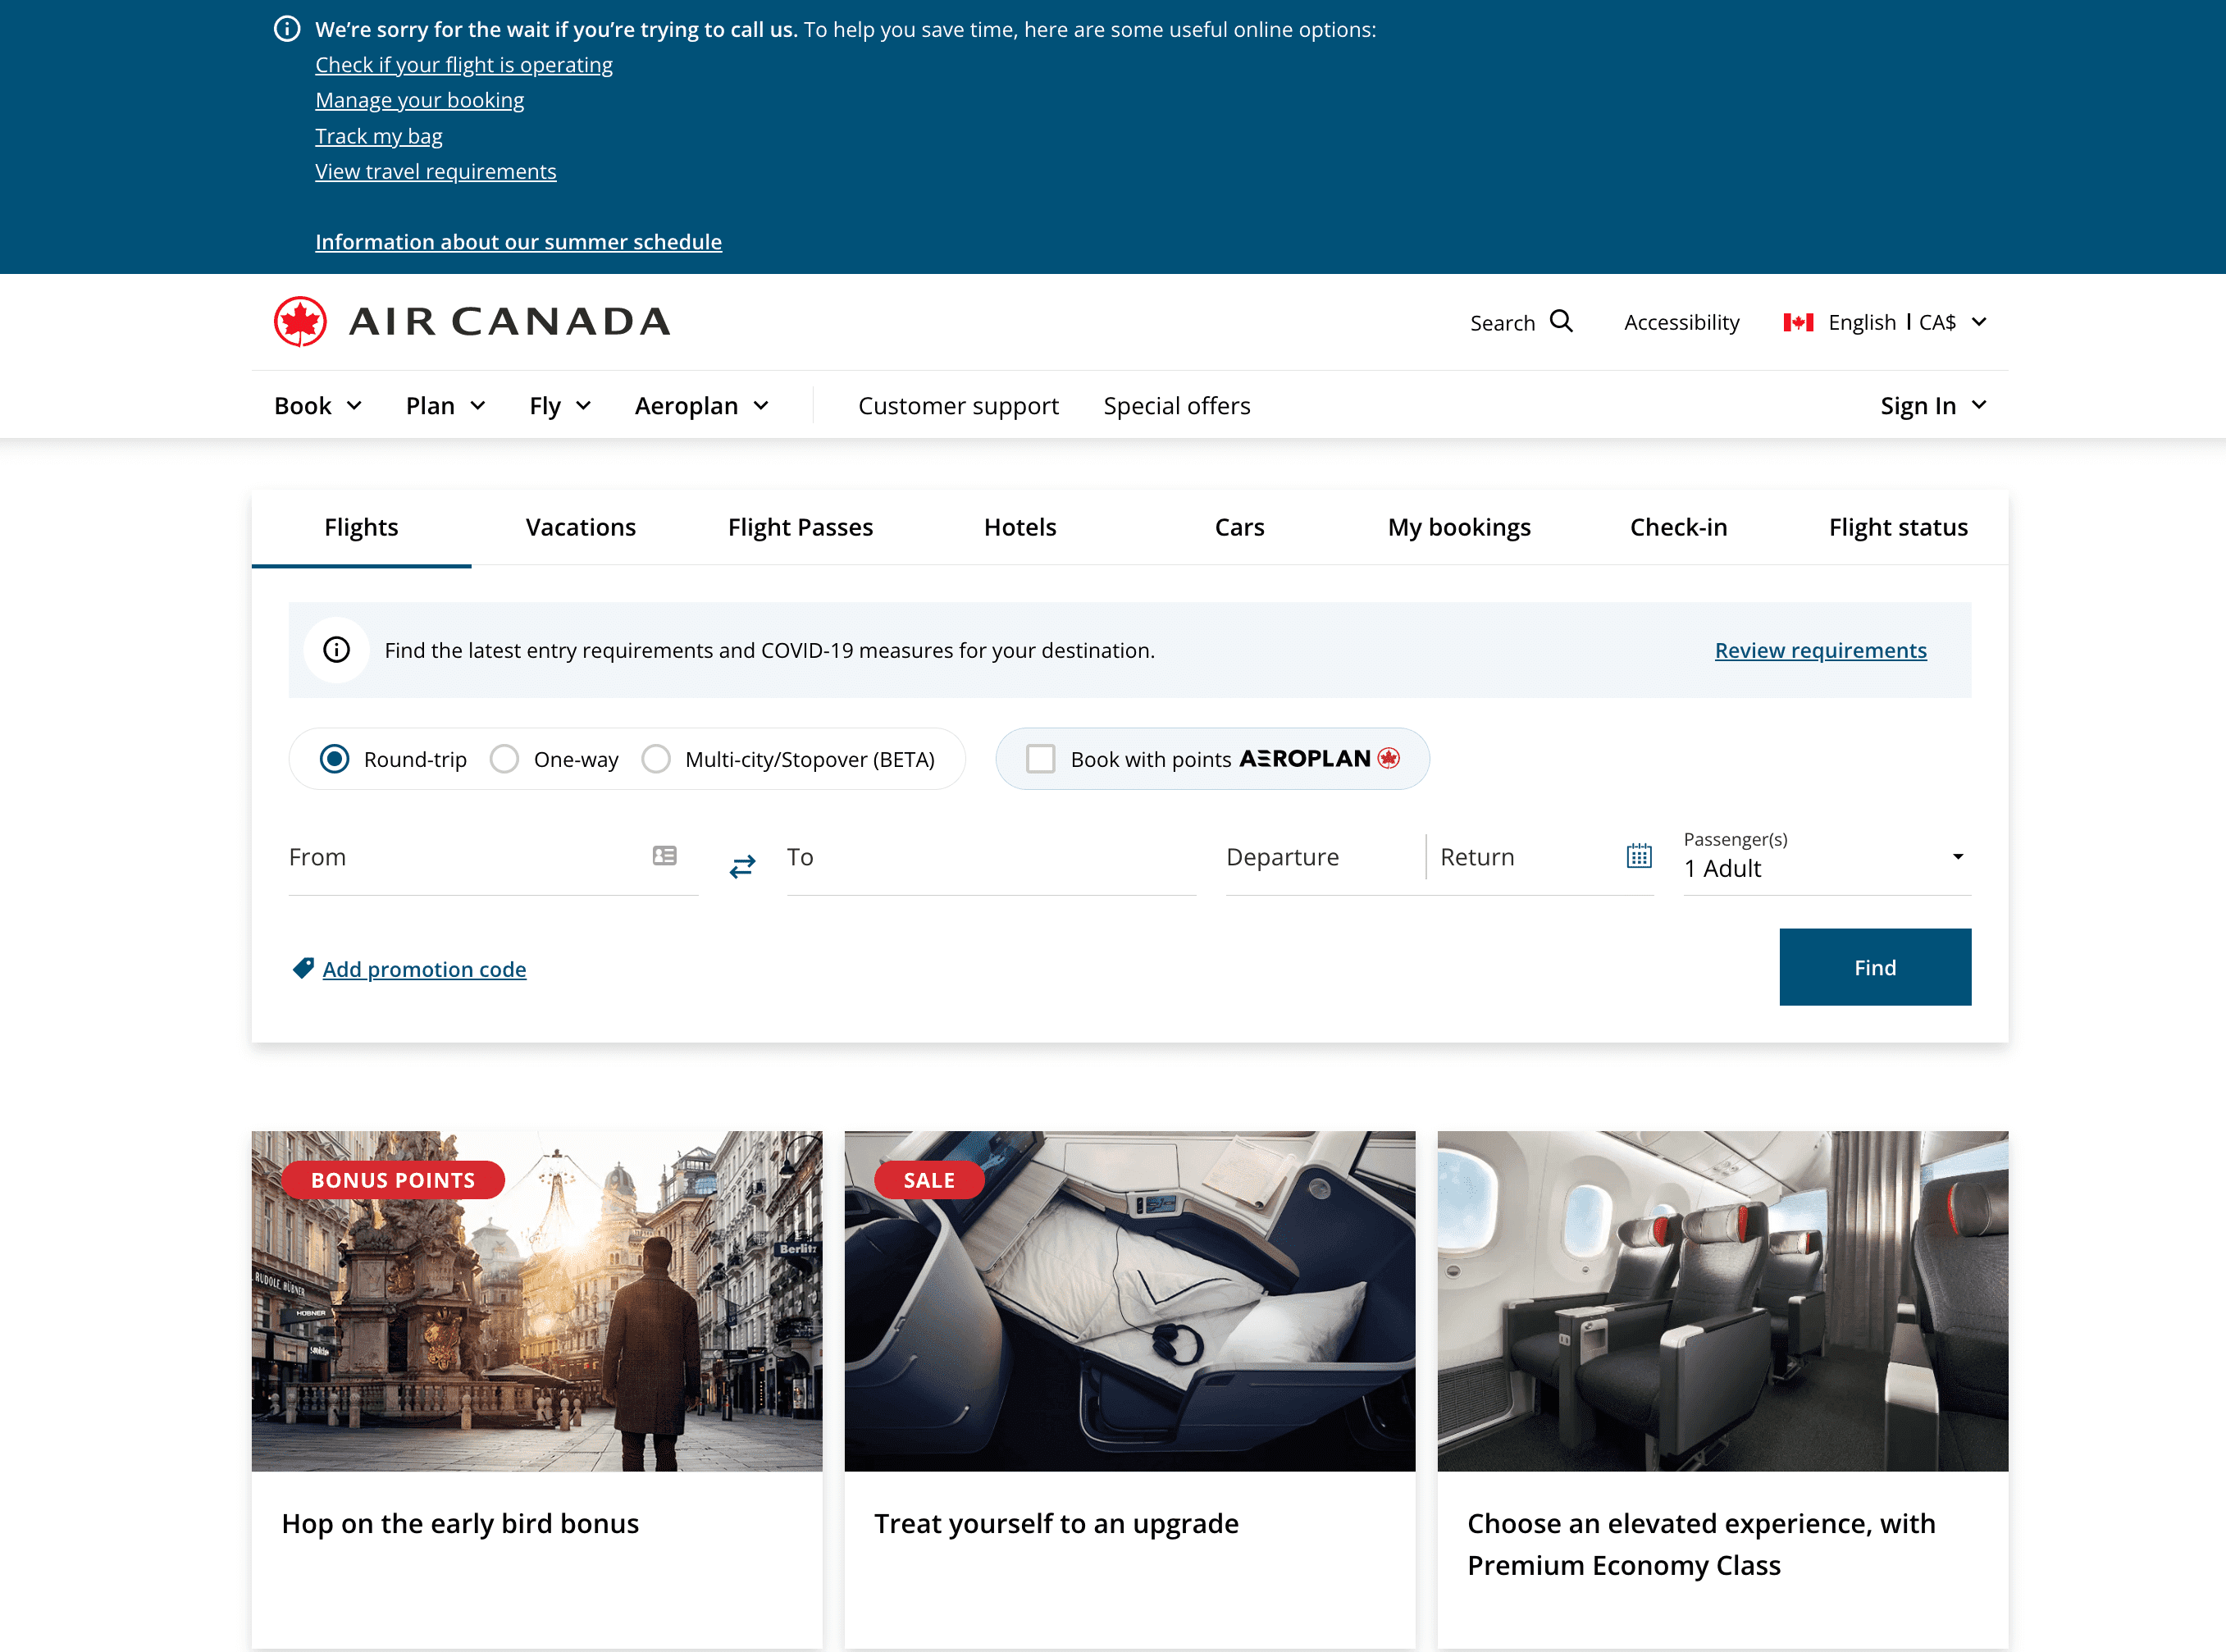 We're sorry for the wait if you're trying to call us. To help you save time, here are some useful online options:
Check if your flight is operating
Manage your booking
Track my bag
View travel requirements
Information about our summer schedule
AIR CANADA
Search
Accessibility
English | CA$
Book
Plan
Fly
Aeroplan
Customer support
Special offers
Sign In
Flights
Vacations
Flight Passes
Hotels
Cars
My bookings
Check-in
Flight status
Find the latest entry requirements and COVID-19 measures for your destination.
Review requirements
Round-trip
One-way
Multi-city/Stopover (BETA)
Book with points AEROPLAN
From
To
Departure
Return
Passenger(s)
1 Adult
Add promotion code
Find
BONUS POINTS
Berlitz
RUDOLF HÜBNER
HÜBNER
Hop on the early bird bonus
SALE
Treat yourself to an upgrade
Choose an elevated experience, with
Premium Economy Class